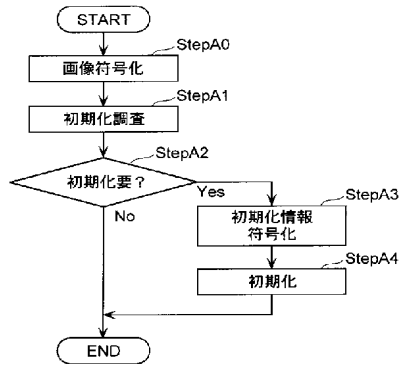 START
StepA0
画像符号化
StepA1
初期化調査
StepA2
初期化要?
Yes
No
StepA3
初期化情報
符号化
StepA4
初期化
END